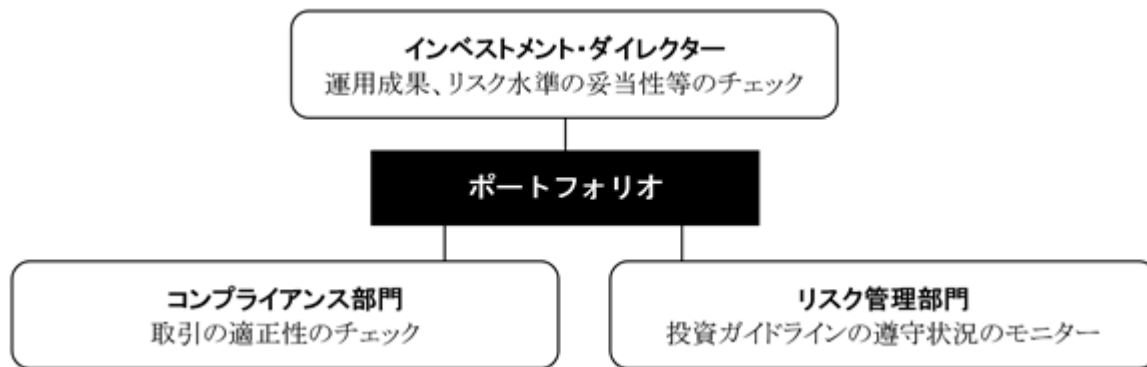 インベストメント・ダイレクター
運用成果、リスク水準の妥当性等のチェック
ポートフォリオ
コンプライアンス部門
取引の適正性のチェック
リスク管理部門
投資ガイドラインの遵守状況のモニター